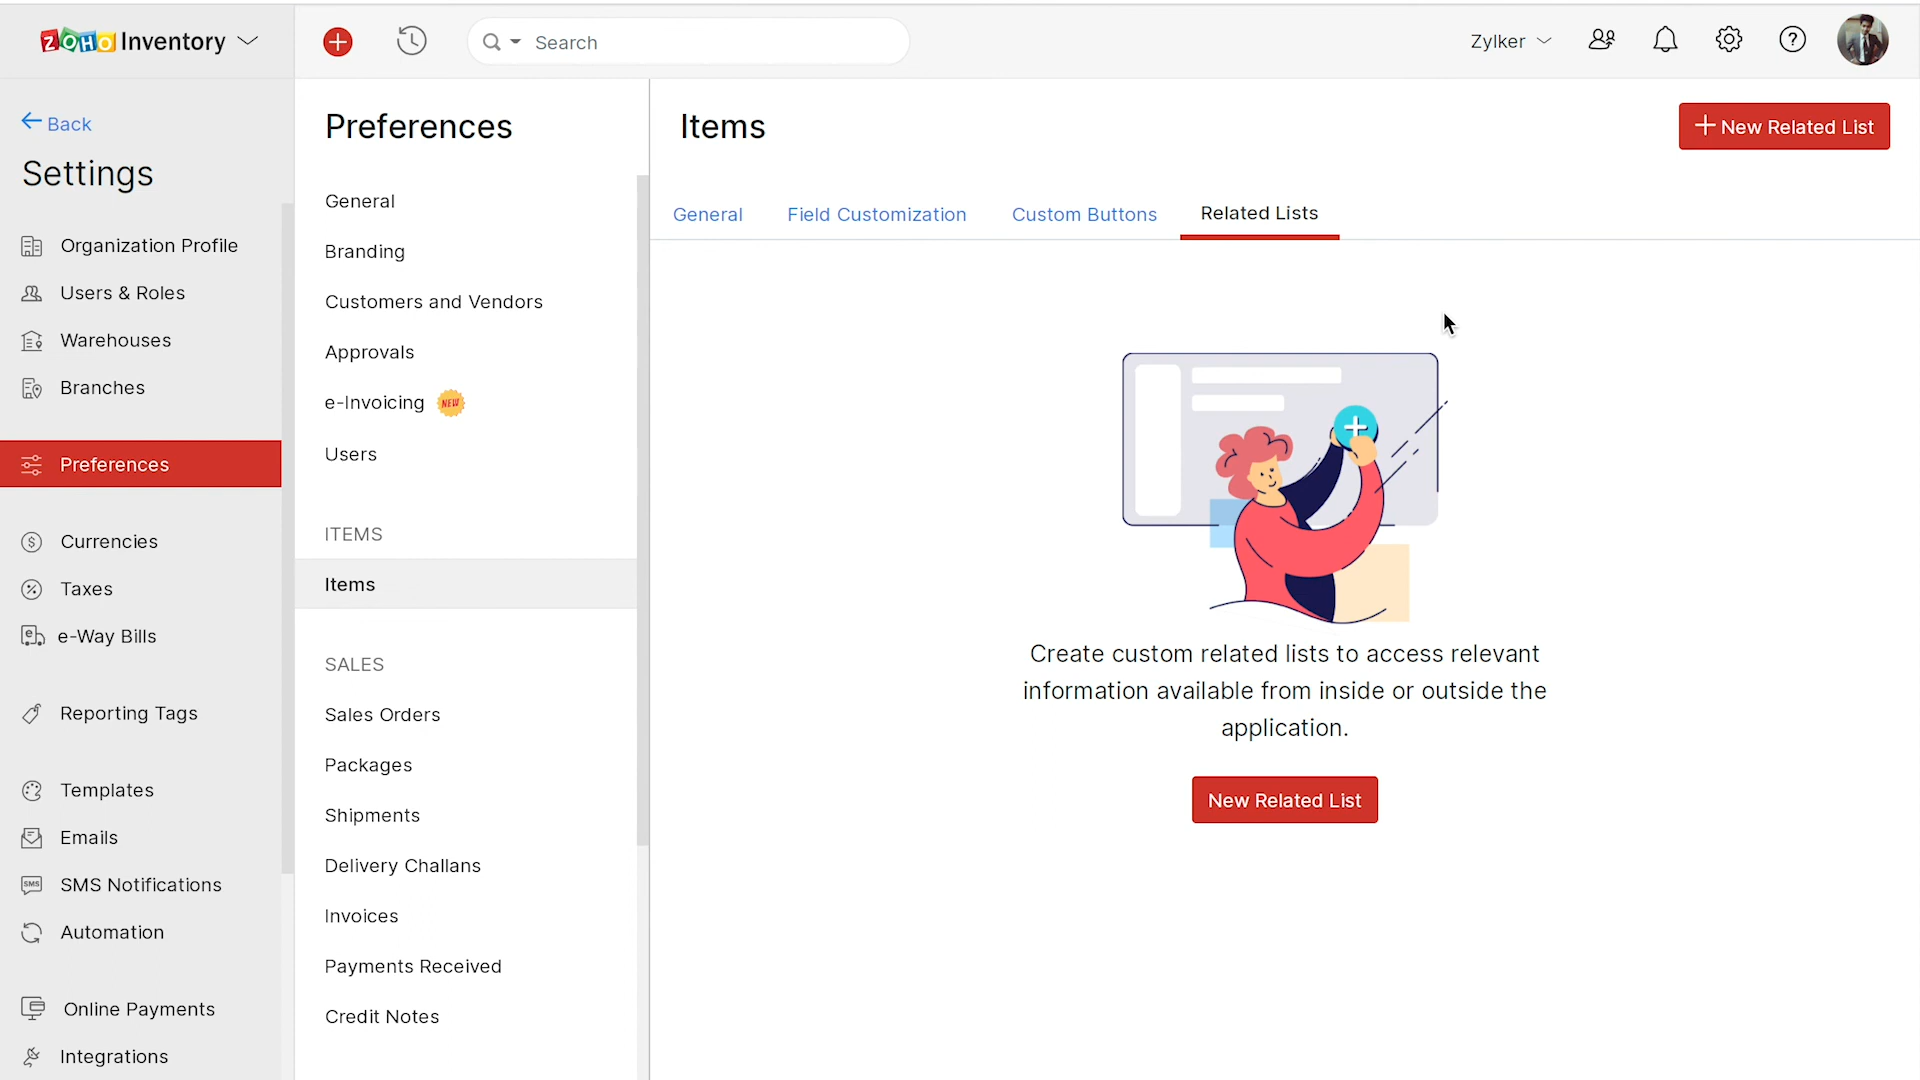 ZOHO Inventory
Search
Zylker
Back
Settings
Organization Profile
Users & Roles
Warehouses
Branches
Preferences
Currencies
Taxes
e-Way Bills
Reporting Tags
Templates
Emails
SMS Notifications
SMS
Automation
Online Payments
Integrations
Preferences
General
Branding
Customers and Vendors
Approvals
e-Invoicing NEW
Users
ITEMS
Items
SALES
Sales Orders
Packages
Shipments
Delivery Challans
Invoices
Payments Received
Credit Notes
Items
+ New Related List
General Field Customization Custom Buttons Related Lists
Create custom related lists to access relevant
information available from inside or outside the
application.
New Related List